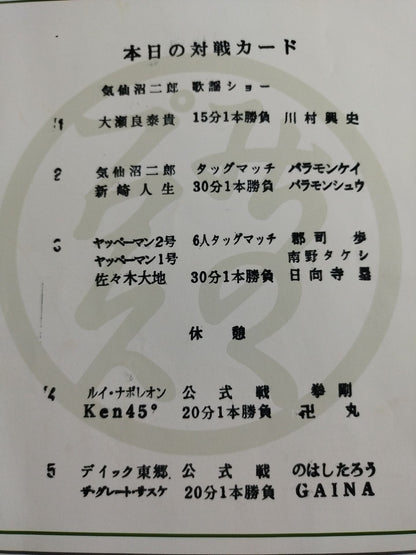 本日の対戦カード
気仙沼二郎 歌謡ショー
1 大瀬良泰貴 15分1本勝負 川村興史
2 気仙沼二郎 タッグマッチ バラモンケイ
新崎人生 30分1本勝負 バラモンシュウ
3 ヤッペーマン2号 6人タッグマッチ 郡司歩
ヤッペーマン1号 南野タケシ
佐々木大地 30分1本勝負 日向寺塁
休憩
4 ルイ・ナポレオン 公式戦 拳剛
Ken45° 20分1本勝負 卍丸
5 ディック東郷 公式戦 のはしたろう
ザ・グレート・サスケ 20分1本勝負 GAINA